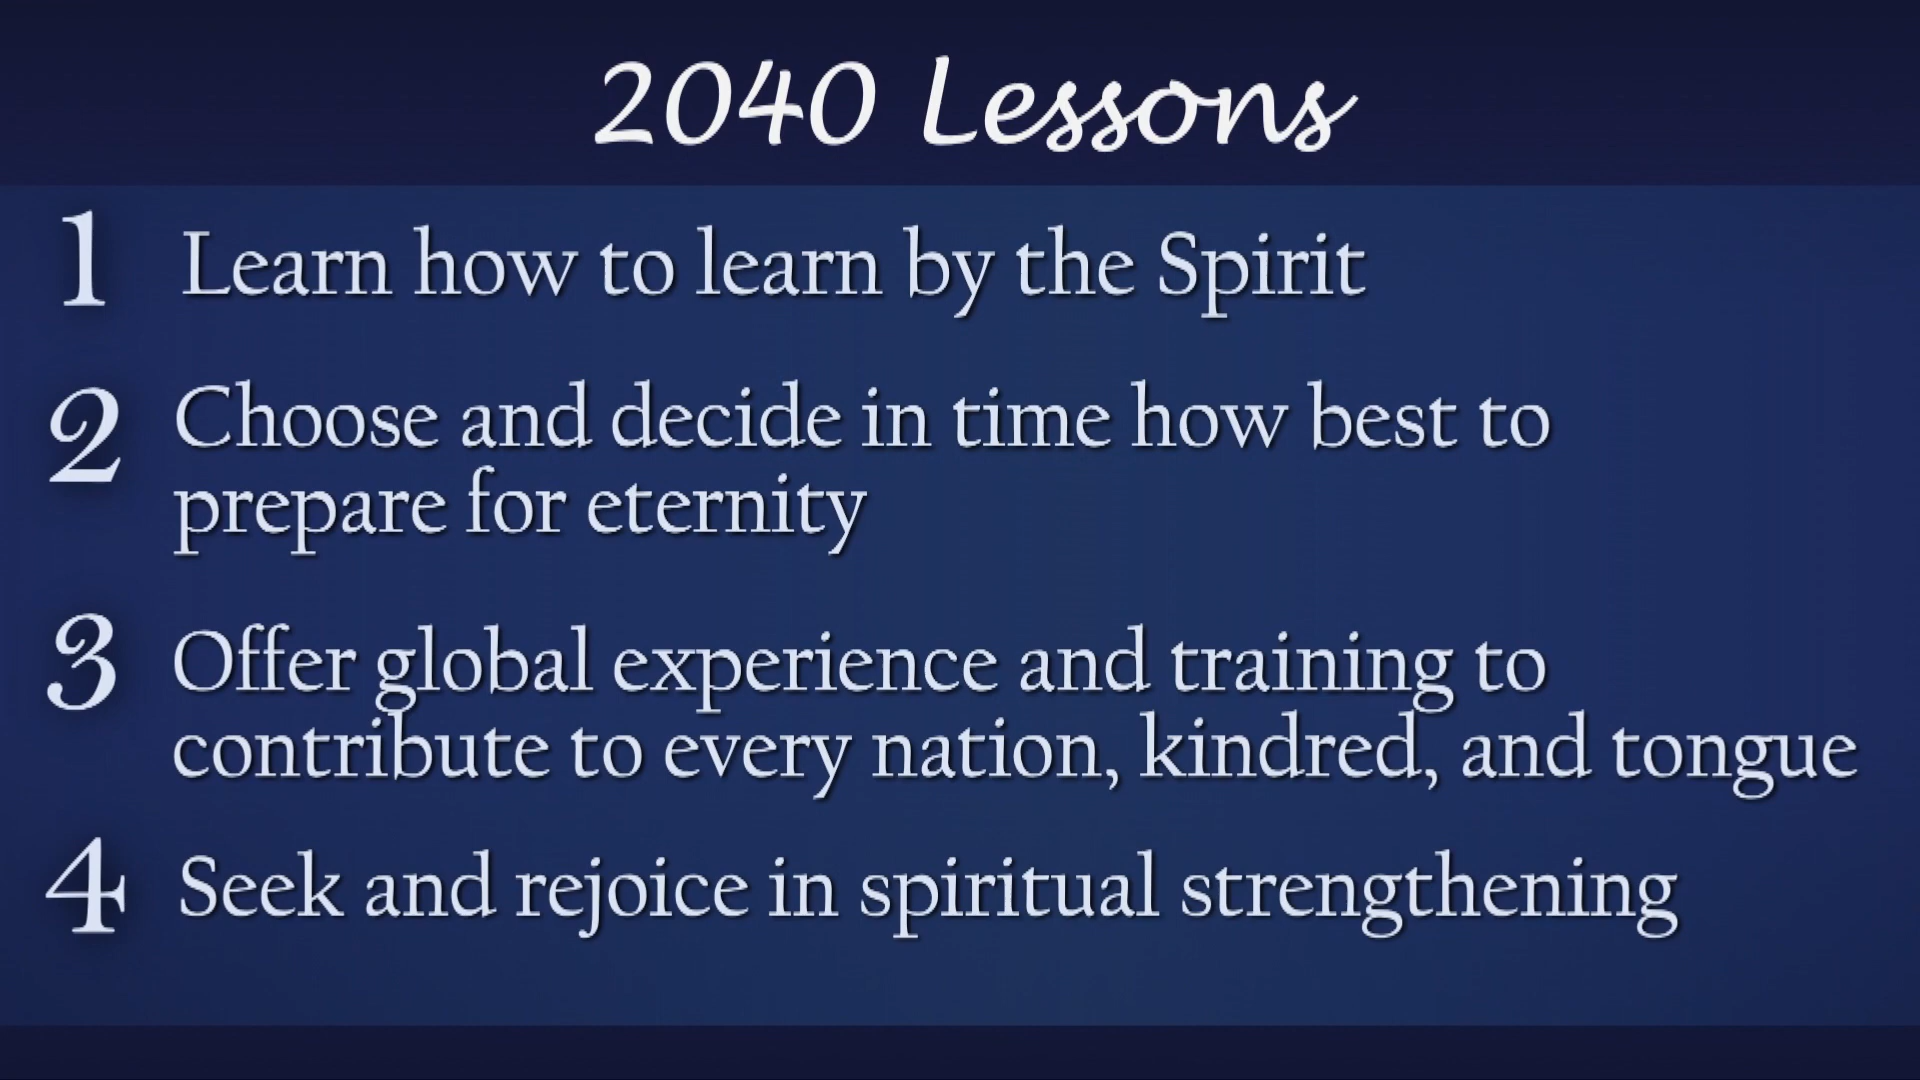 2040 Lessons
1 Learn how to learn by the Spirit
2 Choose and decide in time how best to
prepare for eternity
3 Offer global experience and training to
contribute to every nation, kindred, and tongue
4 Seek and rejoice in spiritual strengthening